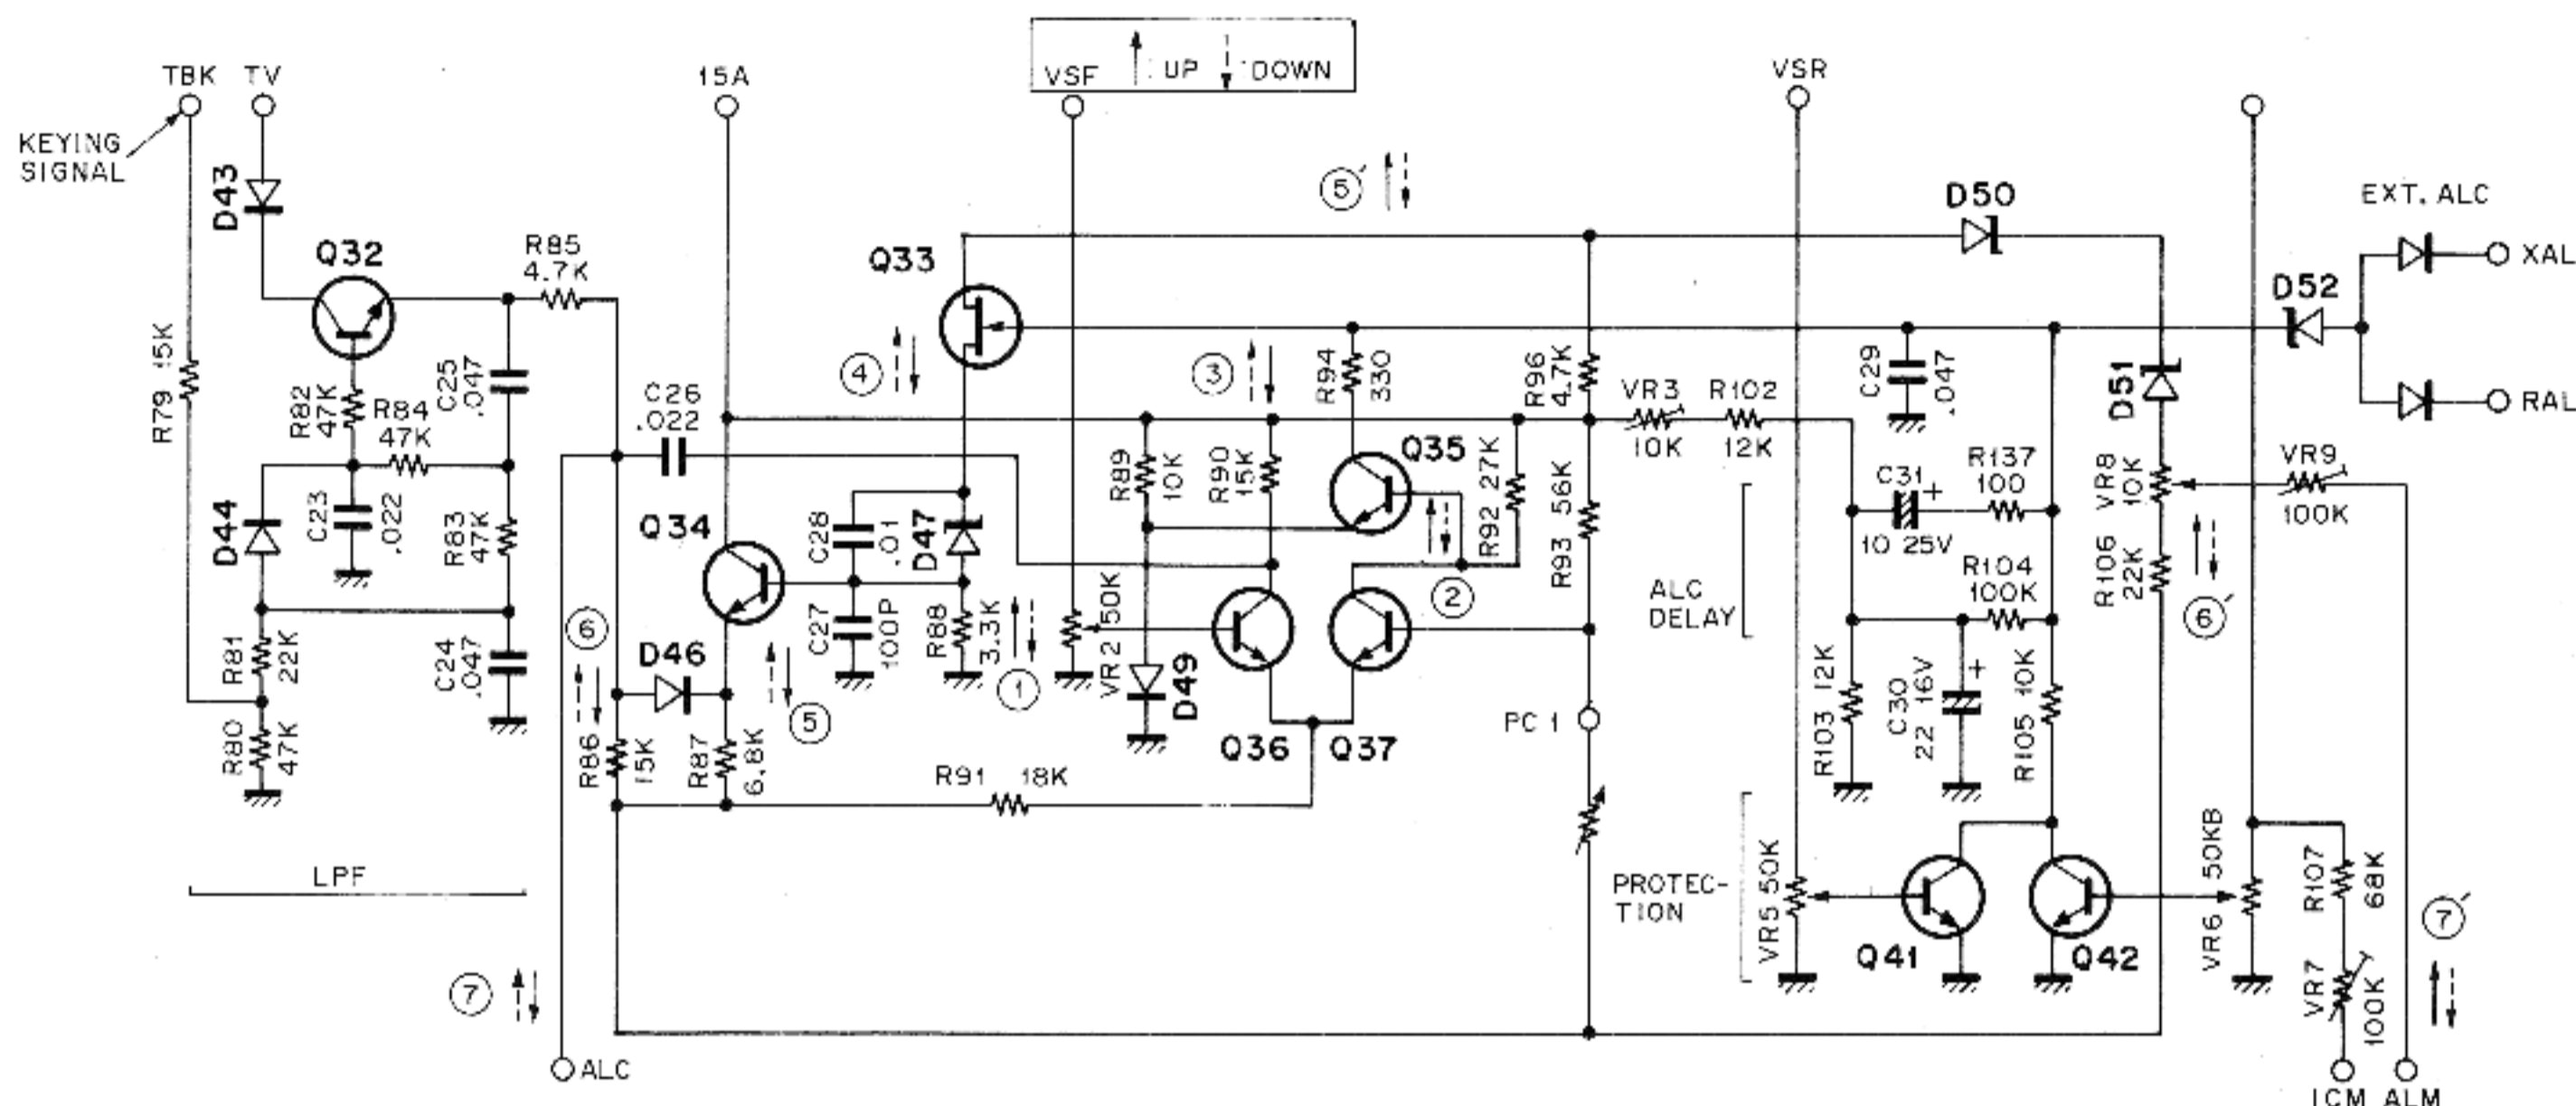 TBK TV
15A
VSF
: UP
: DOWN
VSR
KEYING
SIGNAL
D43
Q32
R85
4.7K
Q33
5´
D50
EXT. ALC
XAL
D52
RAL
R79 15K
R82
47K
R84
47K
C25
.047
C26
.022
4
3
R94
330
R96
4.7K
VR3
10K
R102
12K
C29
.047
D51
D44
C23
.022
R83
47K
Q34
C28
.01
D47
R89
10K
R90
15K
Q35
R92 27K
R93 56K
C31
+
10 25V
R137
100
VR8
10K
VR9
100K
R81
22K
C24
.047
6
D46
C27
100P
R88
3.3K
1
VR2 50K
D49
2
ALC
DELAY
R104
100K
R106
22K
6´
R80
47K
R86
15K
R87
6.8K
5
Q36
Q37
PC 1
R103 12K
C30
22 16V
+
R105 10K
R91 18K
LPF
PROTEC-
TION
VR5 50K
Q41
Q42
VR6 50KB
R107
68K
VR7
100K
7´
7
ALC
ICM ALM